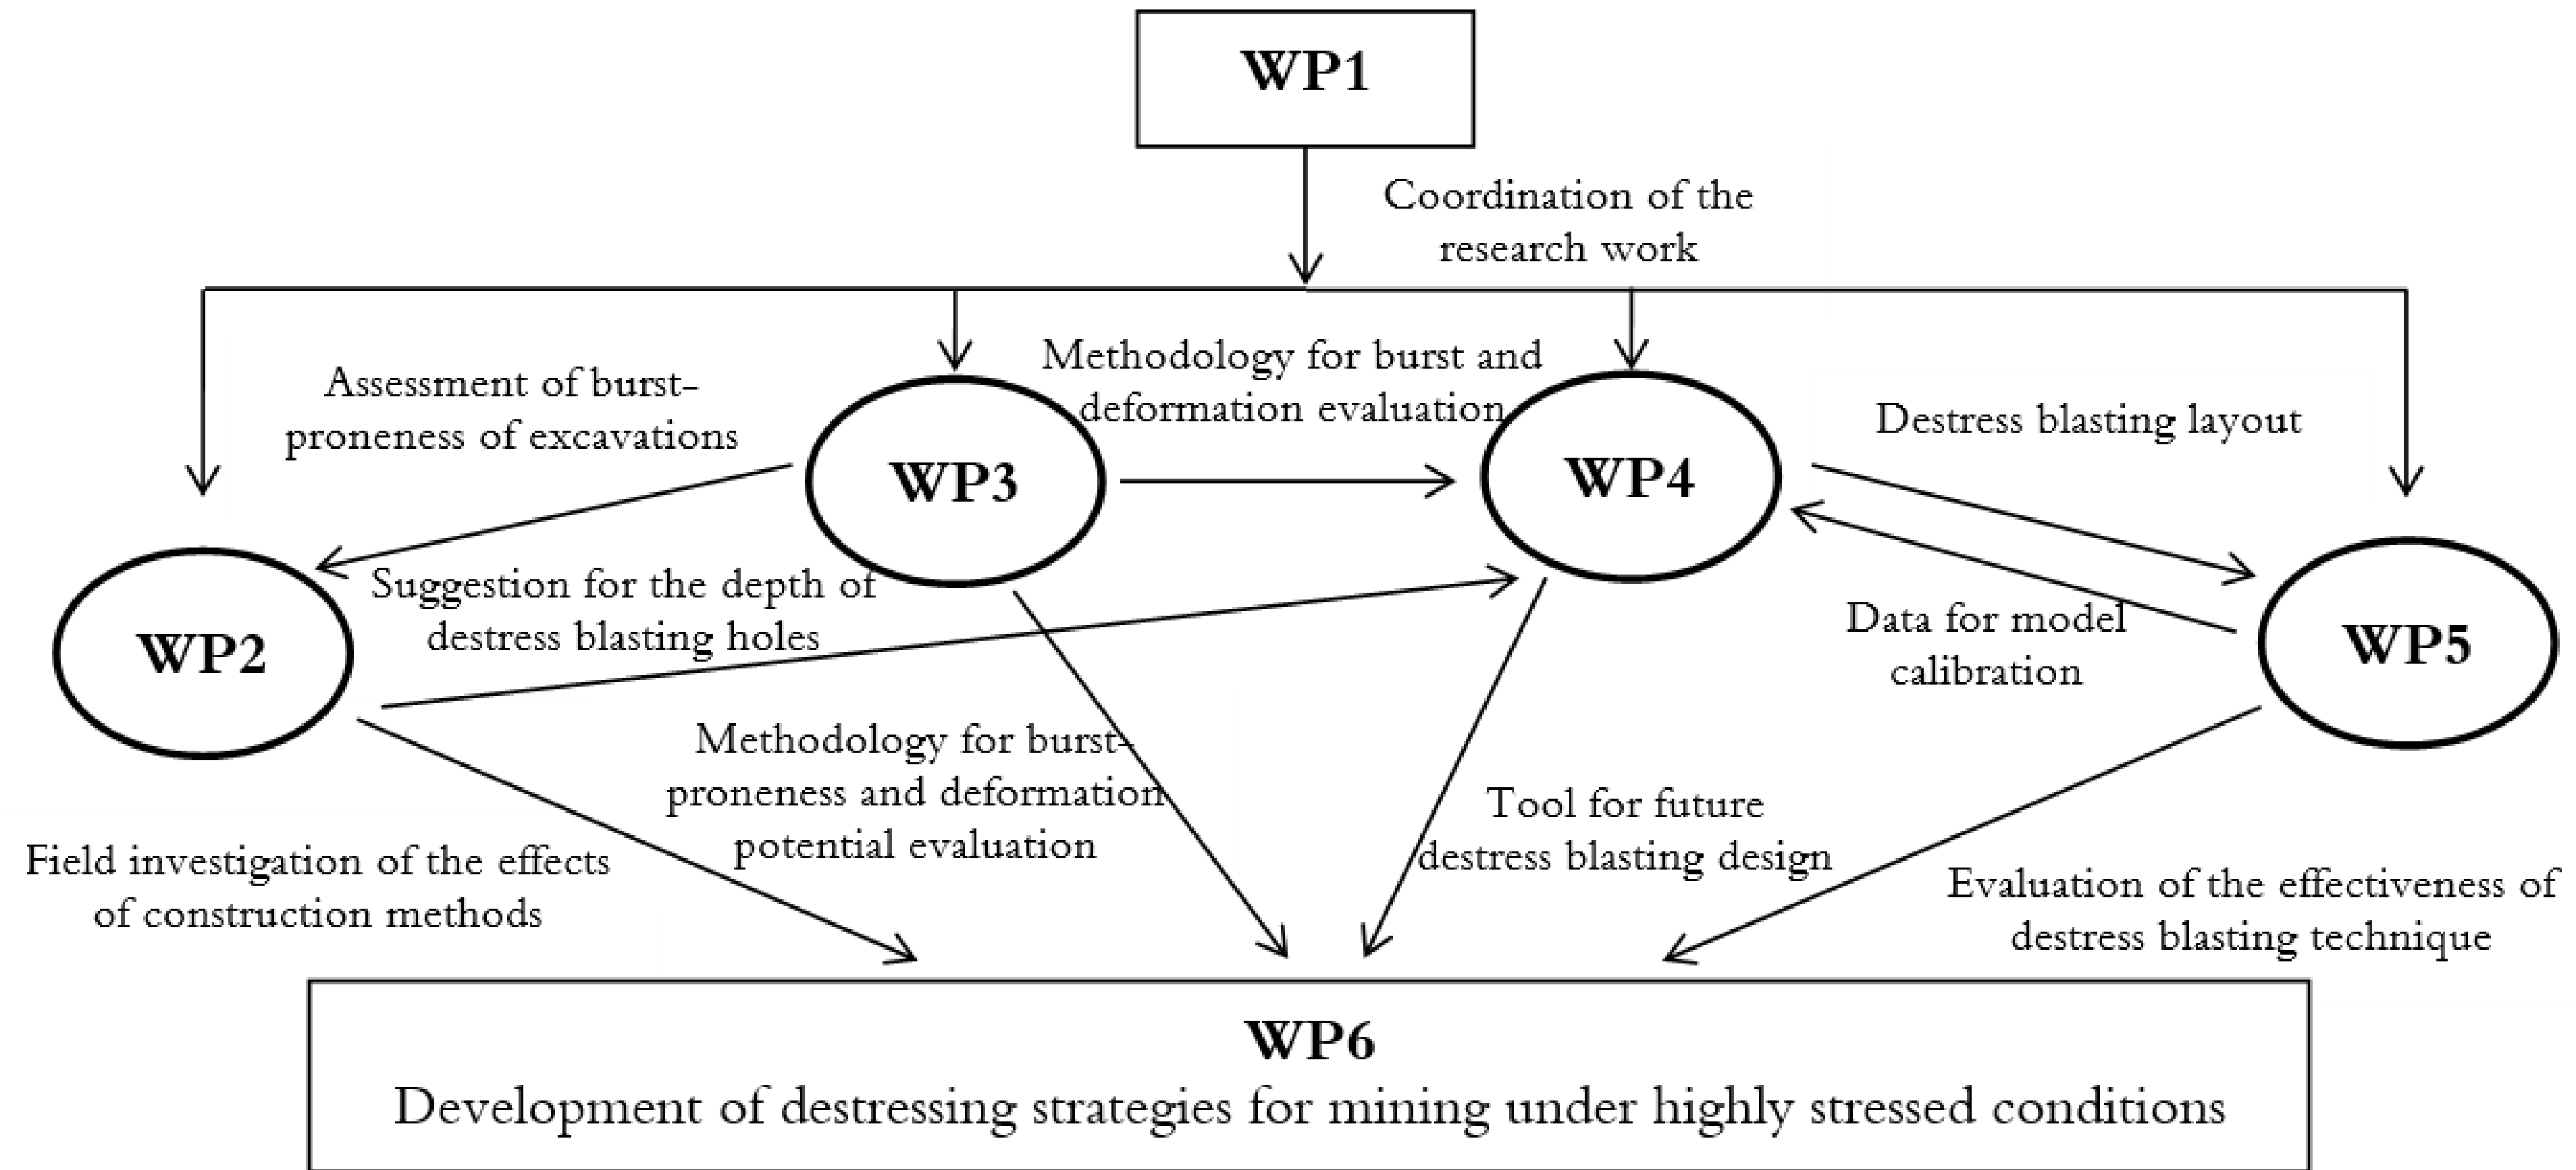 WP1
Coordination of the
research work
Assessment of burst-
proneness of excavations
Methodology for burst and
deformation evaluation
Destress blasting layout
WP3
WP4
Suggestion for the depth of
destress blasting holes
Data for model
calibration
WP2
WP5
Methodology for burst-
proneness and deformation
potential evaluation
Tool for future
destress blasting design
Field investigation of the effects
of construction methods
Evaluation of the effectiveness of
destress blasting technique
WP6
Development of destressing strategies for mining under highly stressed conditions